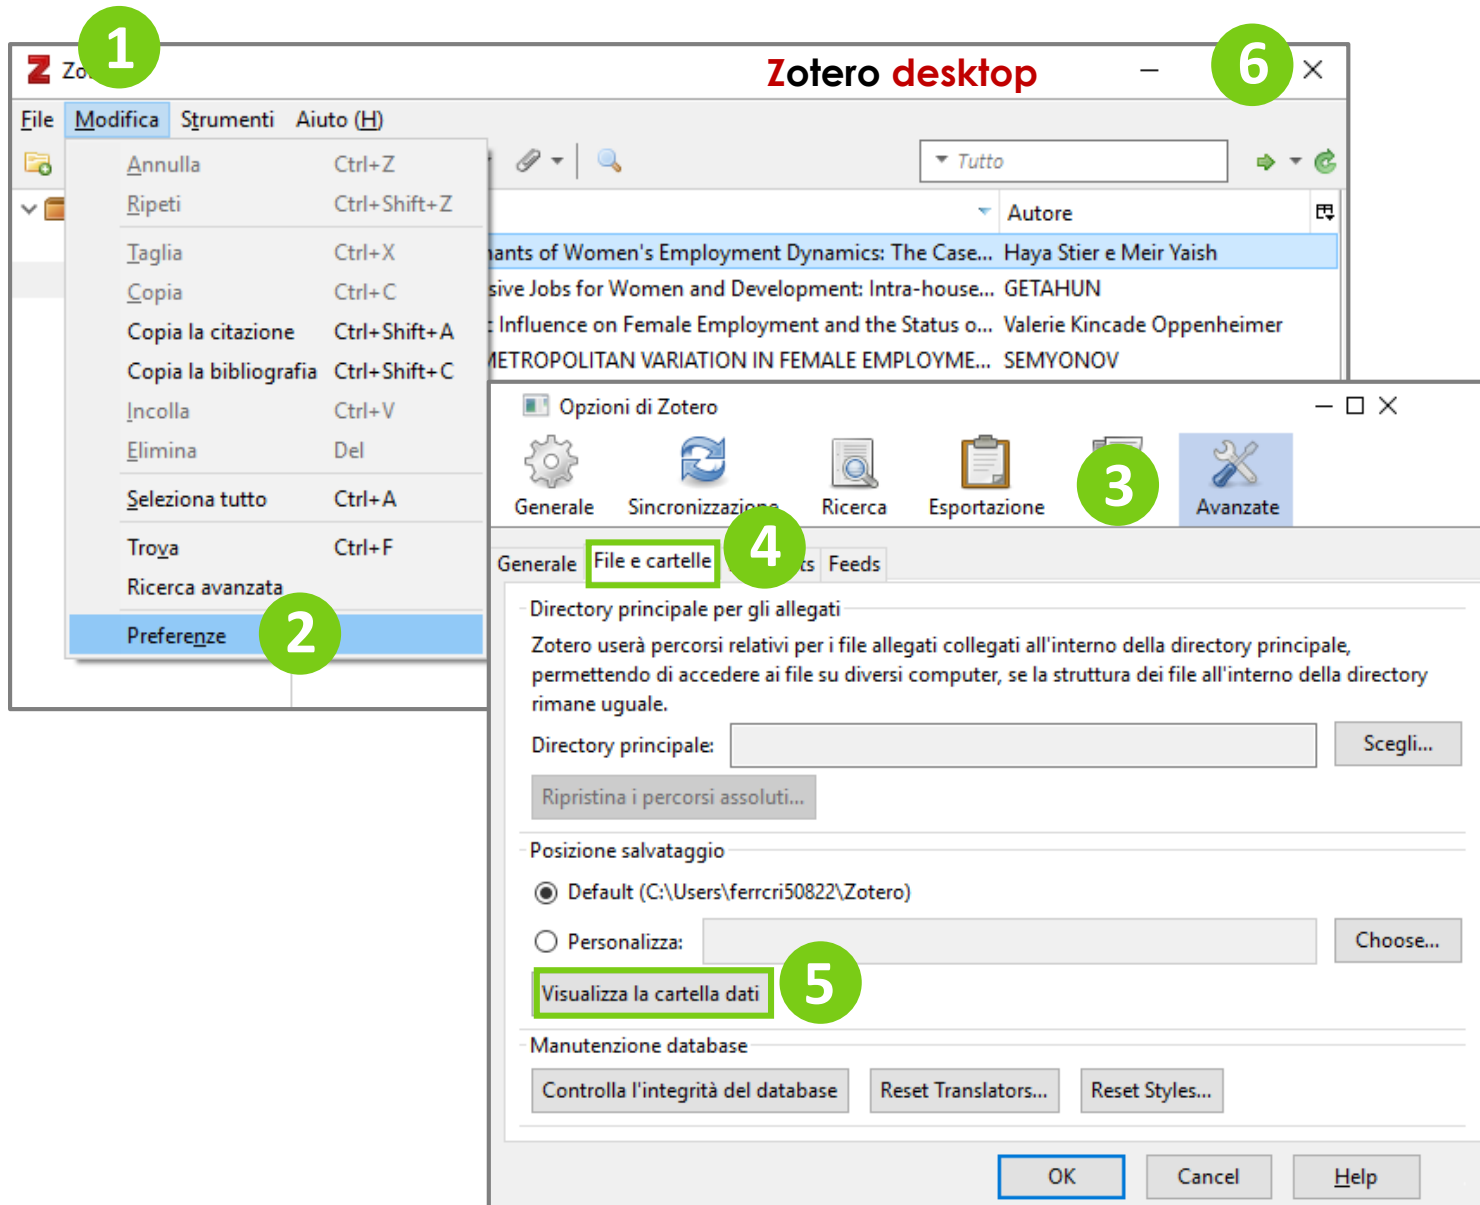 1
6
Z Zo
Zotero desktop
File Modifica Strumenti Aiuto (H)
Annulla Ctrl+Z
Tutto
Ripeti Ctrl+Shift+Z
Autore
Taglia Ctrl+X
ants of Women's Employment Dynamics: The Case... Haya Stier e Meir Yaish
Copia Ctrl+C
sive Jobs for Women and Development: Intra-house... GETAHUN
Copia la citazione Ctrl+Shift+A
Influence on Female Employment and the Status o... Valerie Kincade Oppenheimer
Copia la bibliografia Ctrl+Shift+C
METROPOLITAN VARIATION IN FEMALE EMPLOYME... SEMYONOV
Incolla Ctrl+V
Elimina Del
Seleziona tutto Ctrl+A
Trova Ctrl+F
Ricerca avanzata
Preferenze 2
Opzioni di Zotero
3
Generale Sincronizzazione Ricerca Esportazione Avanzate
4
Generale File e cartelle ts Feeds
Directory principale per gli allegati
Zotero userà percorsi relativi per i file allegati collegati all'interno della directory principale,
permettendo di accedere ai file su diversi computer, se la struttura dei file all'interno della directory
rimane uguale.
Directory principale: Scegli...
Ripristina i percorsi assoluti...
Posizione salvataggio
Default (C:\Users\ferrcri50822\Zotero)
Personalizza: Choose...
Visualizza la cartella dati 5
Manutenzione database
Controlla l'integrità del database Reset Translators... Reset Styles...
OK Cancel Help